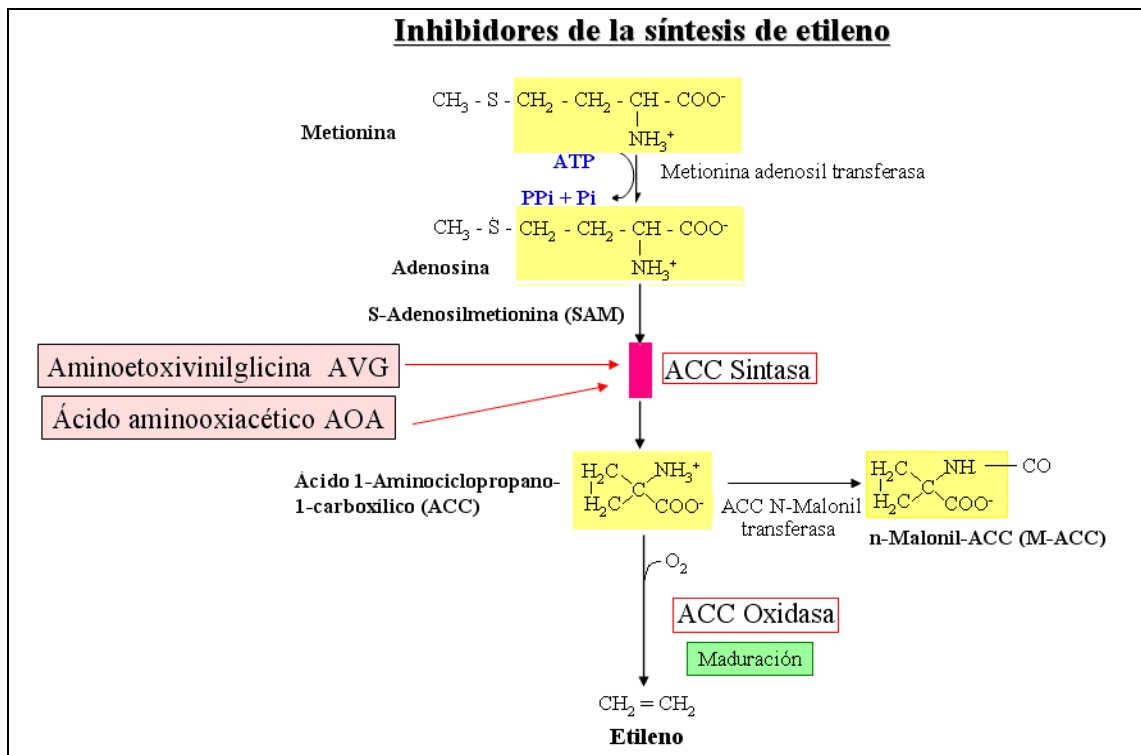 Inhibidores de la síntesis de etileno
CH₃ - S - CH₂ - CH₂ - CH - COO⁻
NH₃⁺
Metionina
ATP
Metionina adenosil transferasa
PPi + Pi
CH₃ - S - CH₂ - CH₂ - CH - COO⁻
NH₃⁺
Adenosina
S-Adenosilmetionina (SAM)
Aminoetoxivinilglicina AVG
ACC Sintasa
Ácido aminooxiacético AOA
Ácido 1-Aminociclopropano-
1-carboxílico (ACC)
H₂C
NH₃⁺
C
H₂C
COO⁻
ACC N-Malonil
transferasa
H₂C
NH — CO
C
H₂C
COO⁻
n-Malonil-ACC (M-ACC)
O₂
ACC Oxidasa
Maduración
CH₂ = CH₂
Etileno